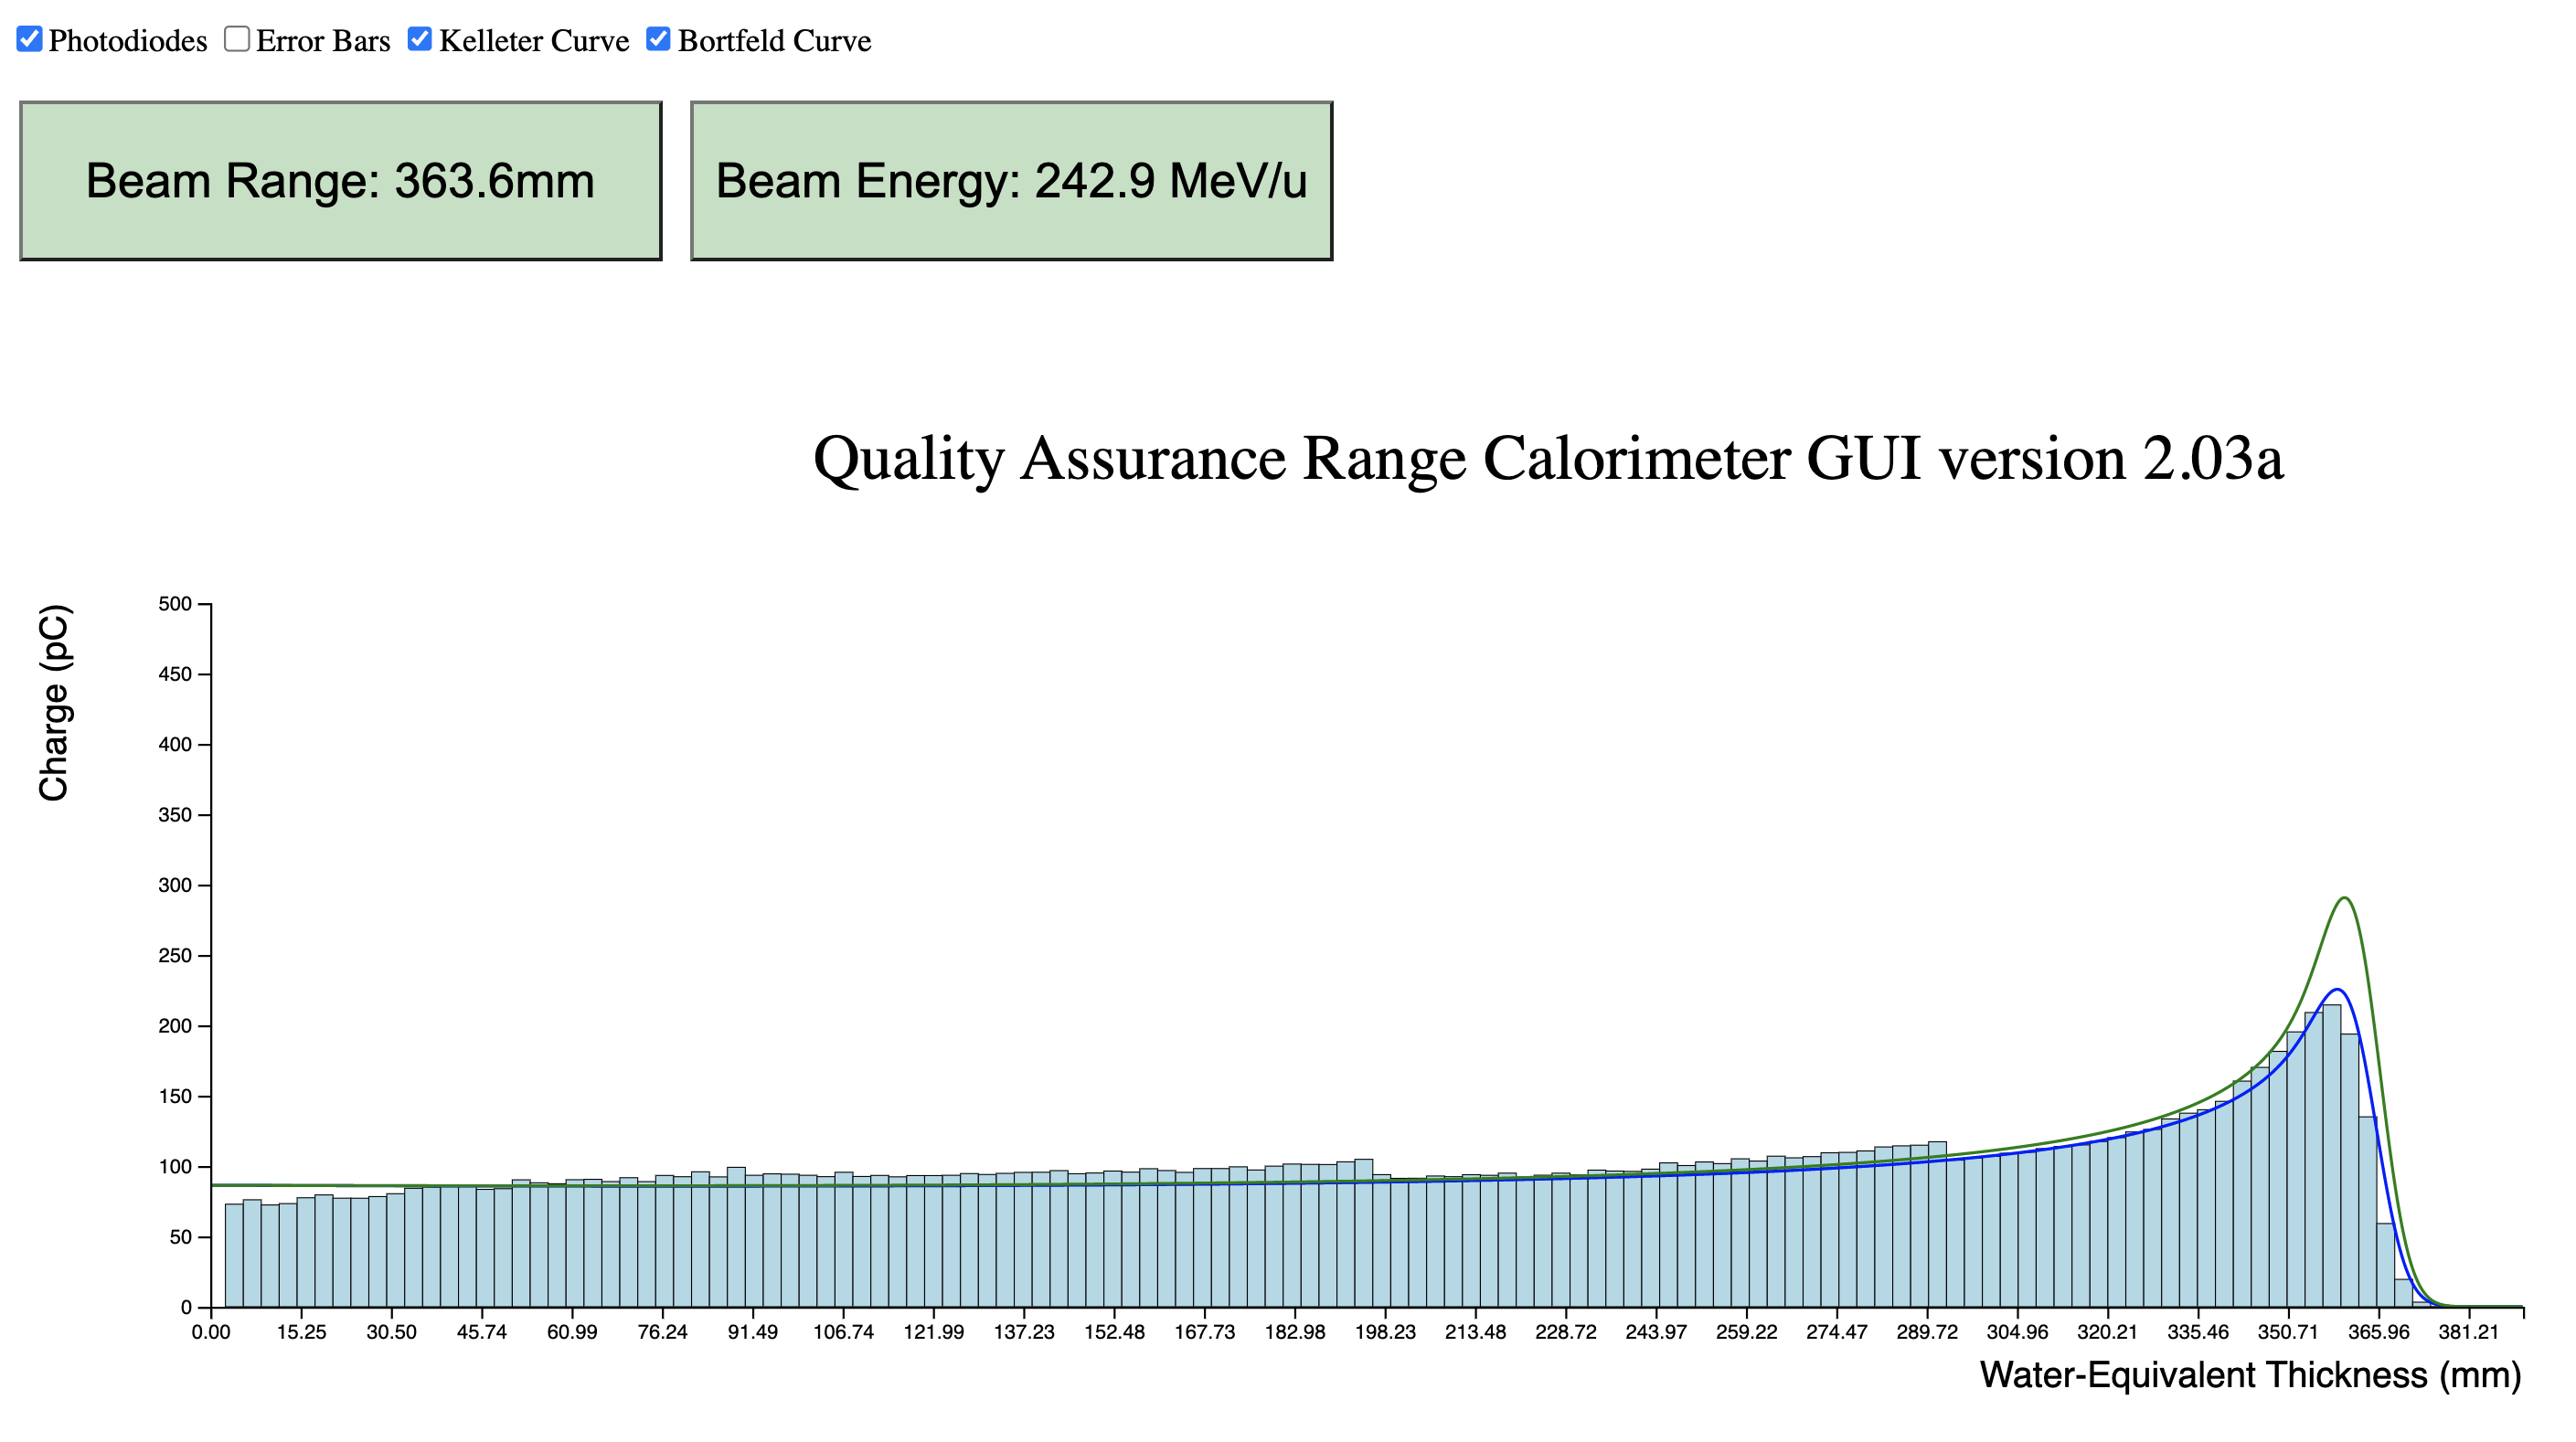 Photodiodes Error Bars Kelleter Curve Bortfeld Curve
Beam Range: 363.6mm
Beam Energy: 242.9 MeV/u
Quality Assurance Range Calorimeter GUI version 2.03a
Charge (pC)
500
450
400
350
300
250
200
150
100
50
0
0.00 15.25 30.50 45.74 60.99 76.24 91.49 106.74 121.99 137.23 152.48 167.73 182.98 198.23 213.48 228.72 243.97 259.22 274.47 289.72 304.96 320.21 335.46 350.71 365.96 381.21
Water-Equivalent Thickness (mm)